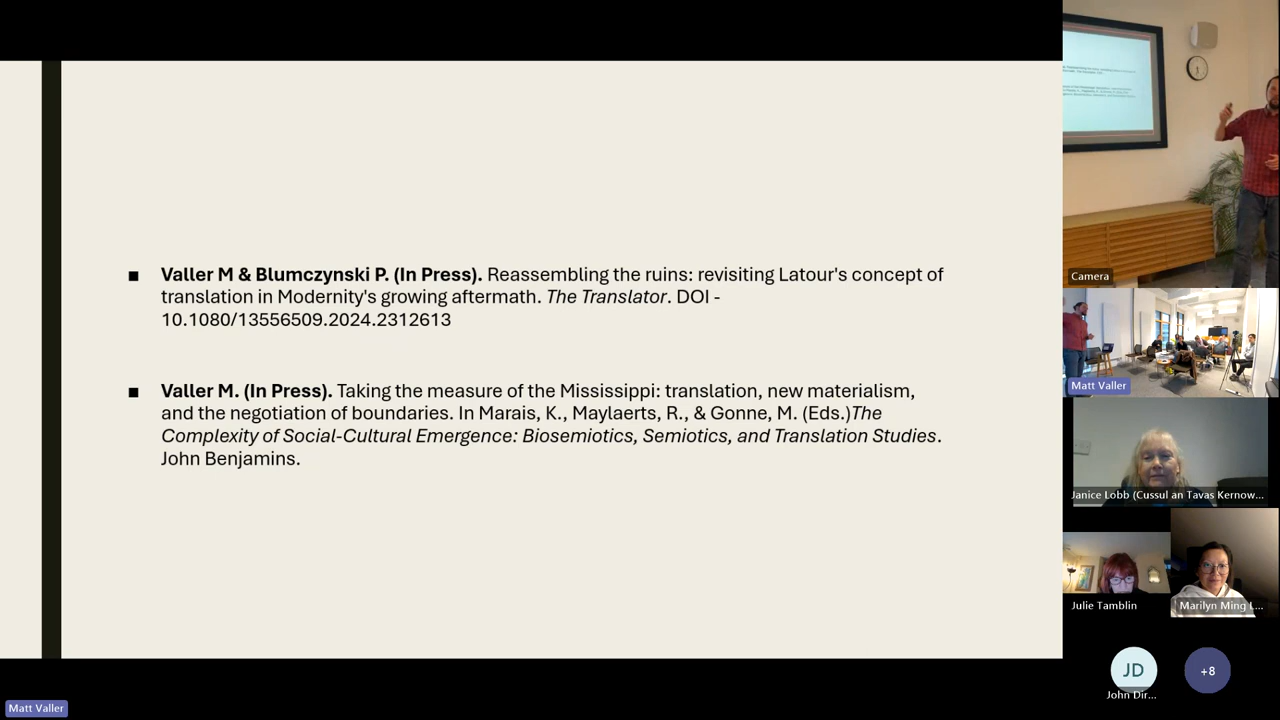 ■ Valler M & Blumczynski P. (In Press). Reassembling the ruins: revisiting Latour's concept of
translation in Modernity's growing aftermath. The Translator. DOI -
10.1080/13556509.2024.2312613
■ Valler M. (In Press). Taking the measure of the Mississippi: translation, new materialism,
and the negotiation of boundaries. In Marais, K., Maylaerts, R., & Gonne, M. (Eds.)The
Complexity of Social-Cultural Emergence: Biosemiotics, Semiotics, and Translation Studies.
John Benjamins.
Camera
Matt Valler
Janice Lobb (Cussul an Tavas Kernow...
Julie Tamblin
Marilyn Ming L...
JD
John Dir...
+8
Matt Valler